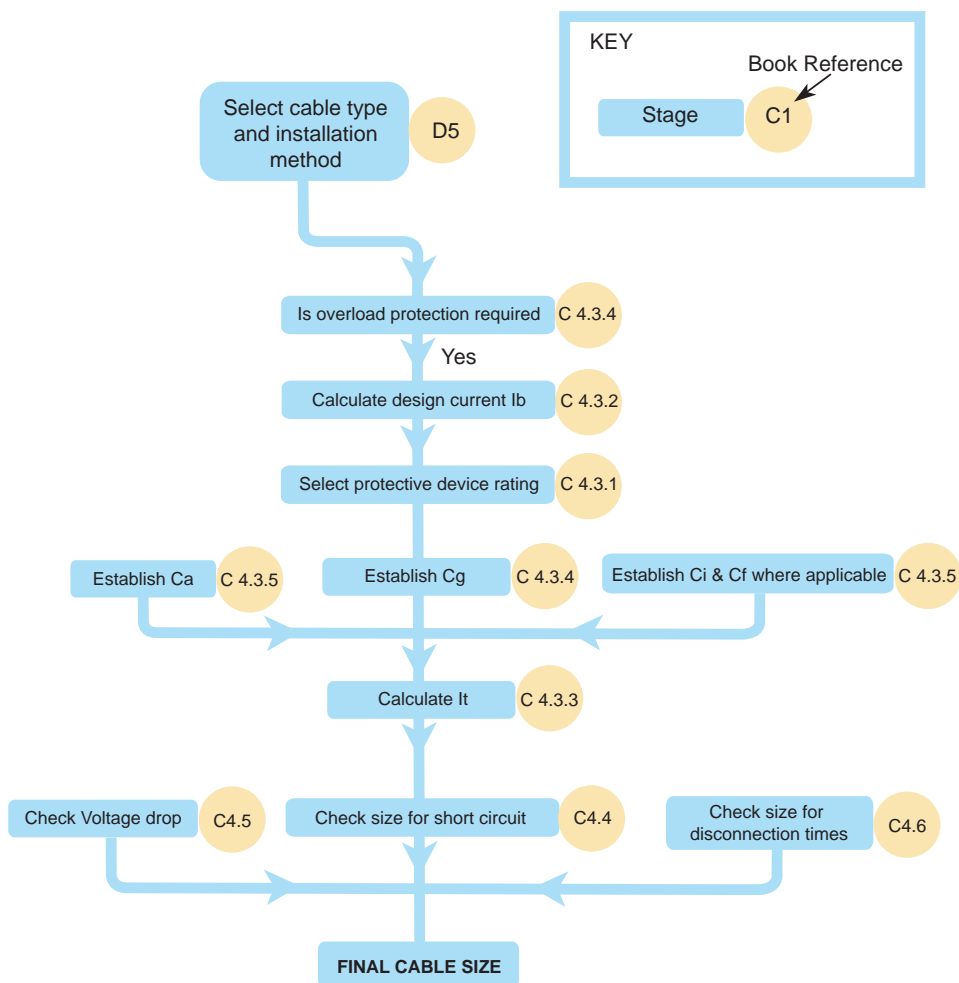 KEY
Book Reference
Stage
C1
Select cable type
and installation
method
D5
Is overload protection required
C 4.3.4
Yes
Calculate design current Ib
C 4.3.2
Select protective device rating
C 4.3.1
Establish Ca
C 4.3.5
Establish Cg
C 4.3.4
Establish Ci & Cf where applicable
C 4.3.5
Calculate It
C 4.3.3
Check Voltage drop
C4.5
Check size for short circuit
C4.4
Check size for
disconnection times
C4.6
FINAL CABLE SIZE